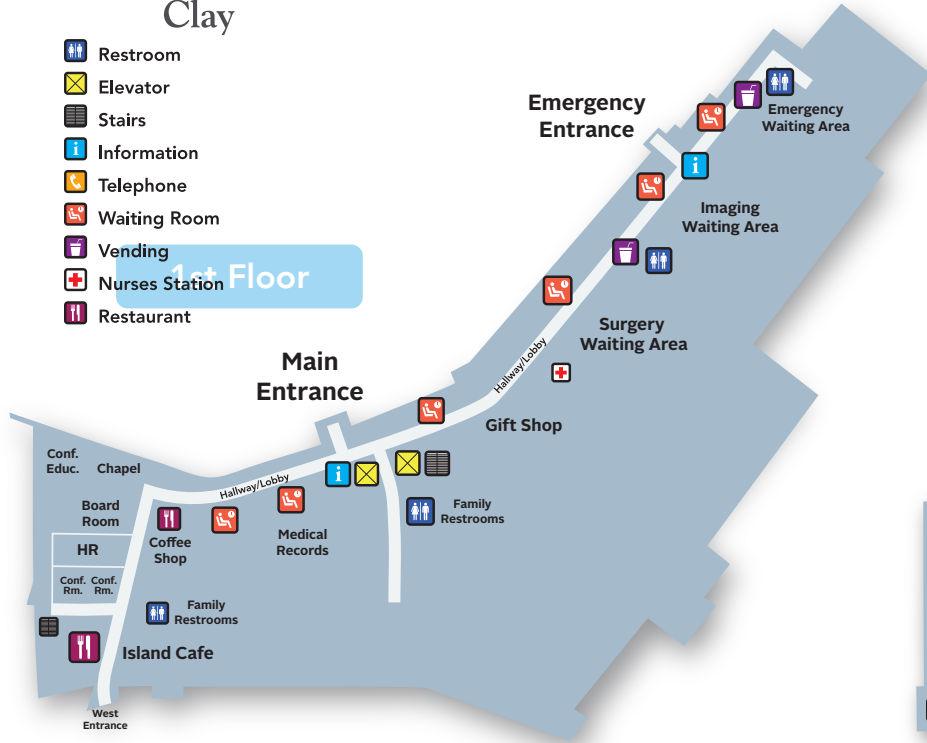 Clay
Restroom
Elevator
Stairs
Information
Telephone
Waiting Room
Vending
1st Floor
Nurses Station
Restaurant
Emergency
Entrance
Emergency
Waiting Area
Imaging
Waiting Area
Surgery
Waiting Area
Hallway/Lobby
Main
Entrance
Gift Shop
Conf.
Educ.
Chapel
Hallway/Lobby
Board
Room
Family
Restrooms
Coffee
Shop
Medical
Records
HR
Conf. Conf.
Rm. Rm.
Family
Restrooms
Island Cafe
West
Entrance